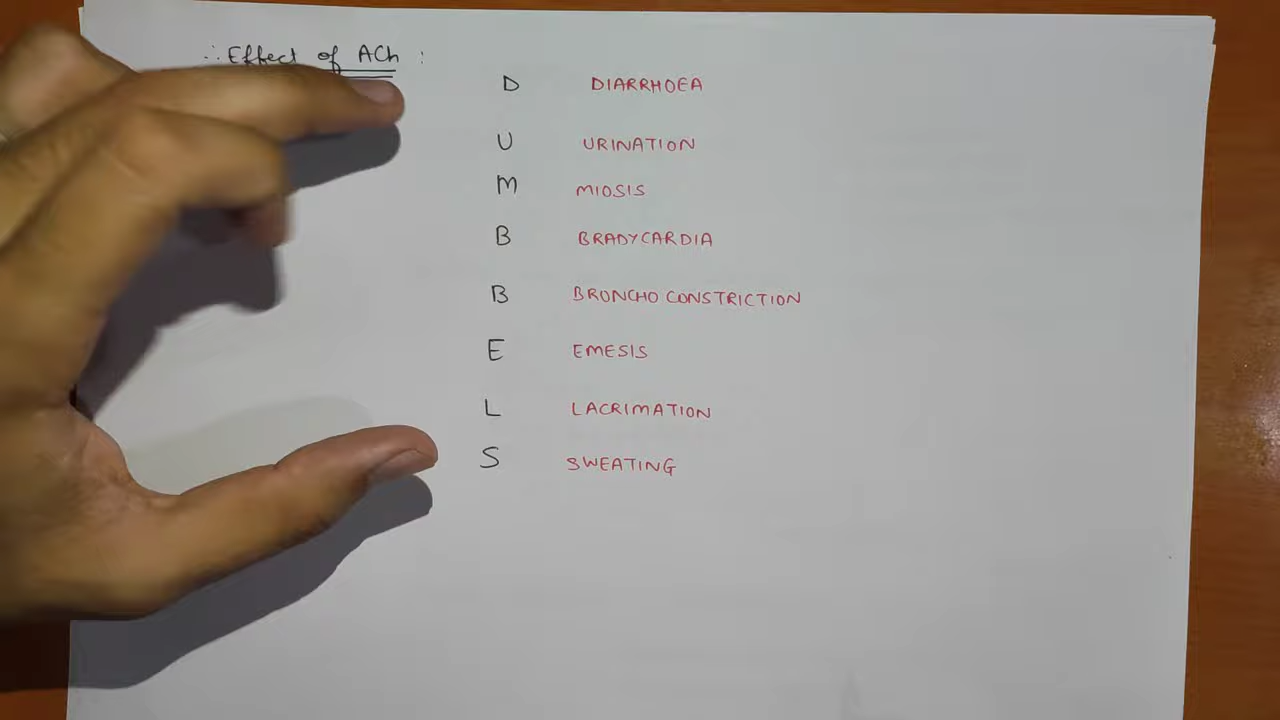 ∴ Effect of ACh :
D DIARRHOEA
U URINATION
M MIOSIS
B BRADYCARDIA
B BRONCHO CONSTRICTION
E EMESIS
L LACRIMATION
S SWEATING